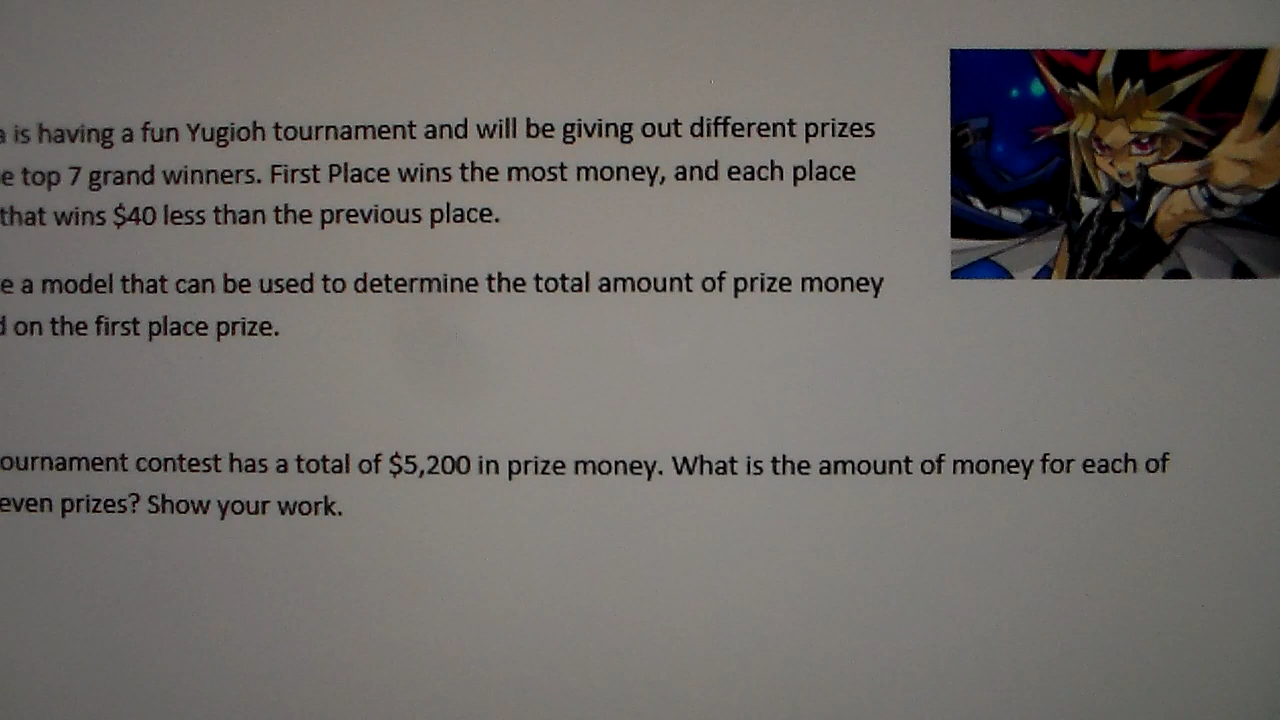 is having a fun Yugioh tournament and will be giving out different prizes
e top 7 grand winners. First Place wins the most money, and each place
that wins $40 less than the previous place.
e a model that can be used to determine the total amount of prize money
on the first place prize.
ournament contest has a total of $5,200 in prize money. What is the amount of money for each of
even prizes? Show your work.